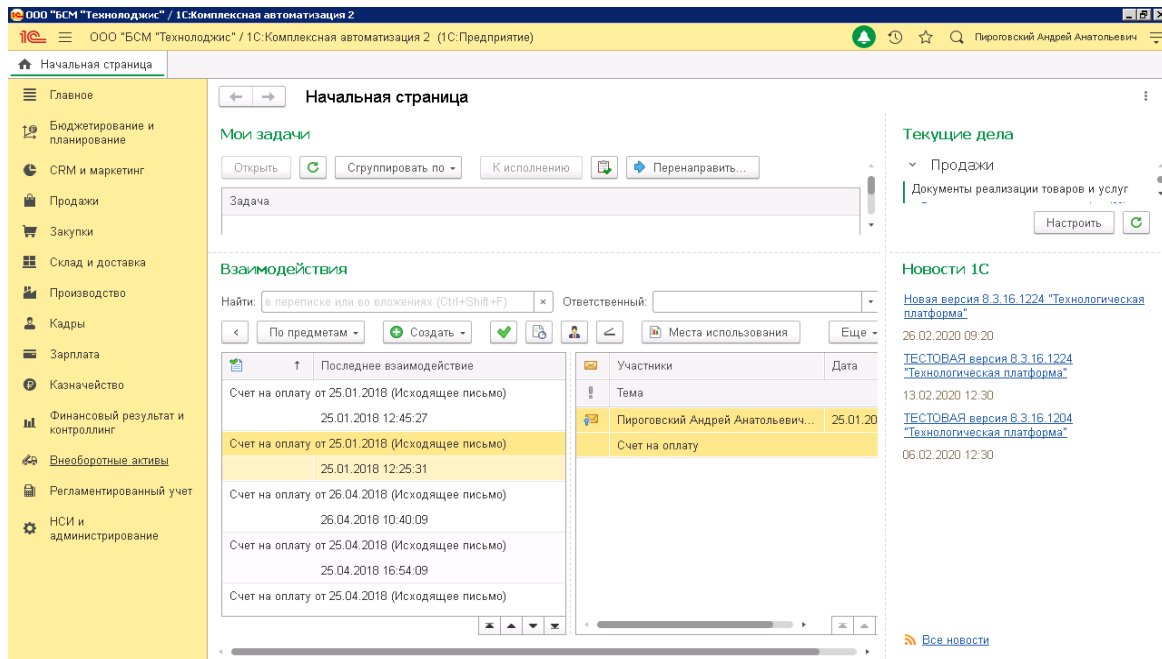 ООО "БСМ "Технолоджис" / 1С:Комплексная автоматизация 2
ООО "БСМ "Технолоджис" / 1С:Комплексная автоматизация 2 (1С:Предприятие)
Пироговский Андрей Анатольевич
Начальная страница
Главное
Бюджетирование и
планирование
CRM и маркетинг
Продажи
Закупки
Склад и доставка
Производство
Кадры
Зарплата
Казначейство
Финансовый результат и
контроллинг
Внеоборотные активы
Регламентированный учет
НСИ и
администрирование
Начальная страница
Мои задачи
Открыть
Сгруппировать по
К исполнению
Перенаправить...
Задача
Взаимодействия
Найти: в переписке или во вложениях (Ctrl+Shift+F) × Ответственный:
По предметам
Создать
Места использования
Еще
Последнее взаимодействие
Счет на оплату от 25.01.2018 (Исходящее письмо)
25.01.2018 12:45:27
Счет на оплату от 25.01.2018 (Исходящее письмо)
25.01.2018 12:25:31
Счет на оплату от 26.04.2018 (Исходящее письмо)
26.04.2018 10:40:09
Счет на оплату от 25.04.2018 (Исходящее письмо)
25.04.2018 16:54:09
Счет на оплату от 25.04.2018 (Исходящее письмо)
Участники Дата
Тема
Пироговский Андрей Анатольевич... 25.01.20
Счет на оплату
Текущие дела
Продажи
Документы реализации товаров и услуг
Настроить
Новости 1С
Новая версия 8.3.16.1224 "Технологическая
платформа"
26.02.2020 09:20
ТЕСТОВАЯ версия 8.3.16.1224
"Технологическая платформа"
13.02.2020 12:30
ТЕСТОВАЯ версия 8.3.16.1204
"Технологическая платформа"
06.02.2020 12:30
Все новости